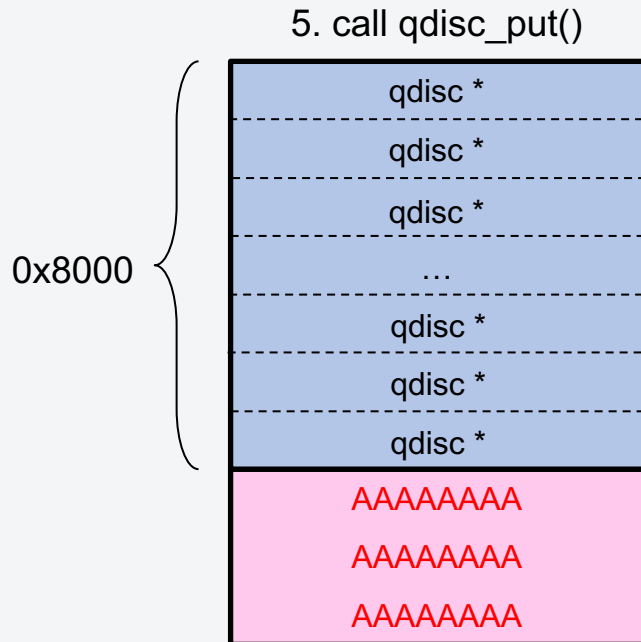 5. call qdisc_put()
qdisc *
qdisc *
qdisc *
0x8000
…
qdisc *
qdisc *
qdisc *
AAAAAAAA
AAAAAAAA
AAAAAAAA